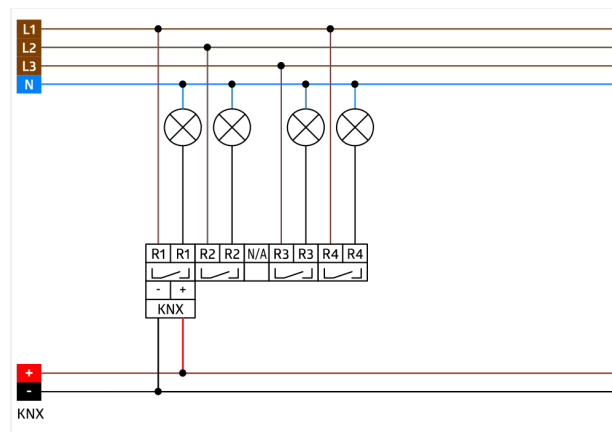 L1
L2
L3
N
R1 R1 R2 R2 N/A R3 R3 R4 R4
- +
KNX
+
-
KNX